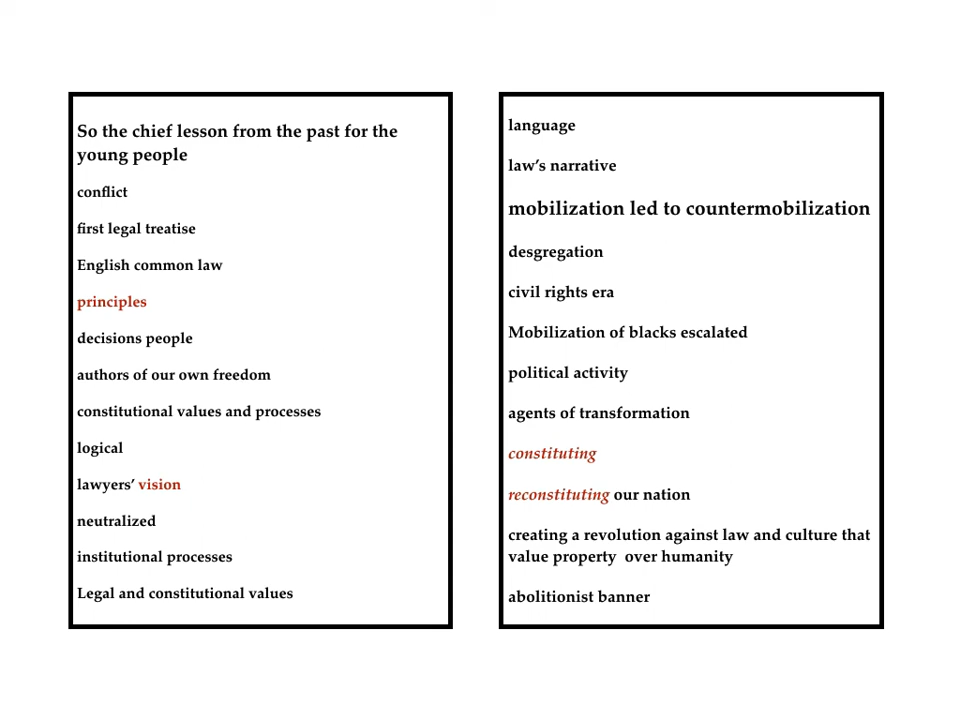 So the chief lesson from the past for the
young people
conflict
first legal treatise
English common law
principles
decisions people
authors of our own freedom
constitutional values and processes
logical
lawyers’ vision
neutralized
institutional processes
Legal and constitutional values
language
law’s narrative
mobilization led to countermobilization
desgregation
civil rights era
Mobilization of blacks escalated
political activity
agents of transformation
constituting
reconstituting our nation
creating a revolution against law and culture that
value property over humanity
abolitionist banner